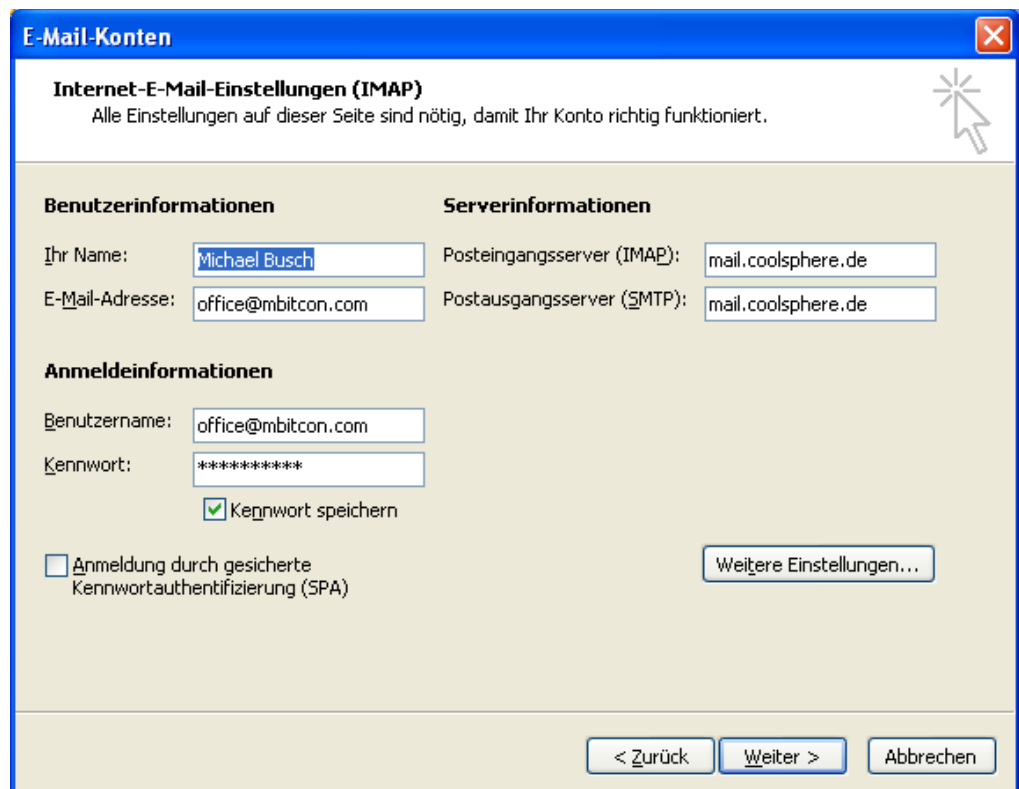 E-Mail-Konten
Internet-E-Mail-Einstellungen (IMAP)
Alle Einstellungen auf dieser Seite sind nötig, damit Ihr Konto richtig funktioniert.
Benutzerinformationen
Ihr Name: Michael Busch
E-Mail-Adresse: office@mbitcon.com
Serverinformationen
Posteingangsserver (IMAP): mail.coolsphere.de
Postausgangsserver (SMTP): mail.coolsphere.de
Anmeldeinformationen
Benutzername: office@mbitcon.com
Kennwort: **********
Kennwort speichern
Anmeldung durch gesicherte
Kennwortauthentifizierung (SPA)
Weitere Einstellungen...
< Zurück Weiter > Abbrechen